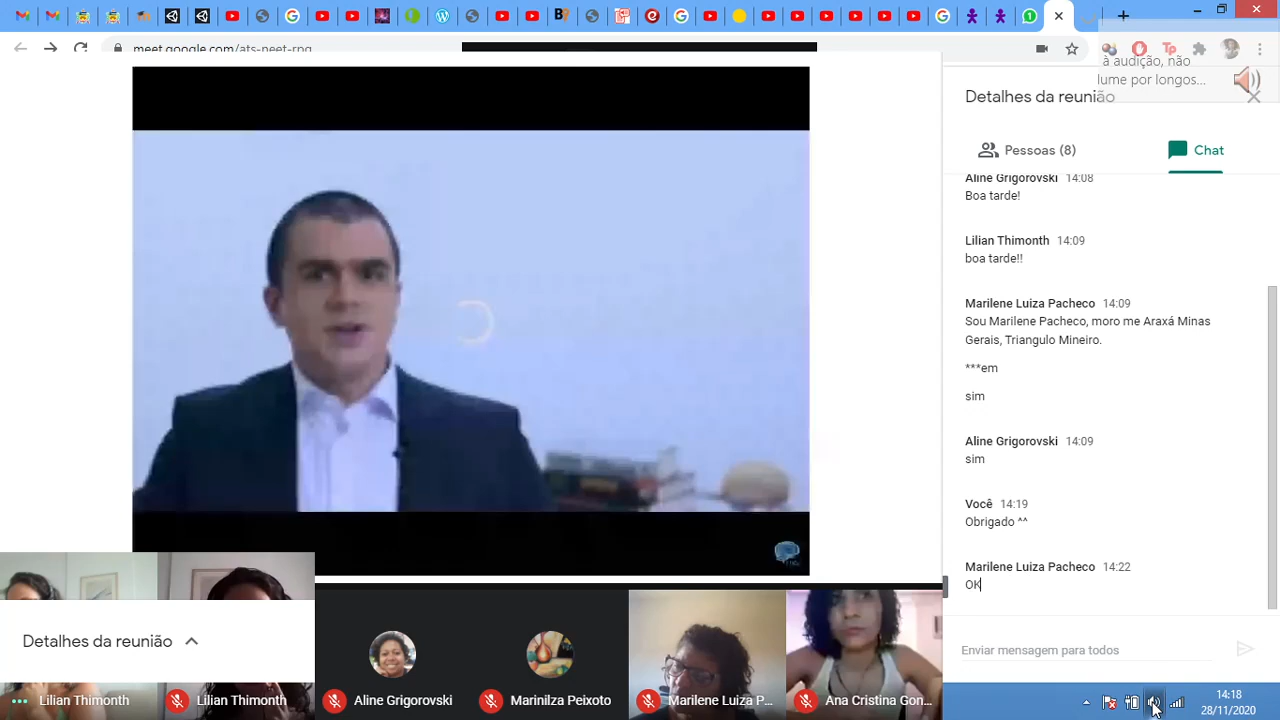 meet.google.com/ats-neet-rpg
à audição, não
lume por longos...
Detalhes da reunião
Pessoas (8)
Chat
Aline Grigorovski 14:08
Boa tarde!
Lilian Thimonth 14:09
boa tarde!!
Marilene Luiza Pacheco 14:09
Sou Marilene Pacheco, moro me Araxá Minas
Gerais, Triangulo Mineiro.
***em
sim
Aline Grigorovski 14:09
sim
Você 14:19
Obrigado ^^
Marilene Luiza Pacheco 14:22
OK
Enviar mensagem para todos
Detalhes da reunião
Lilian Thimonth
Lilian Thimonth
Aline Grigorovski
Marinilza Peixoto
Marilene Luiza P...
Ana Cristina Gon...
14:18
28/11/2020